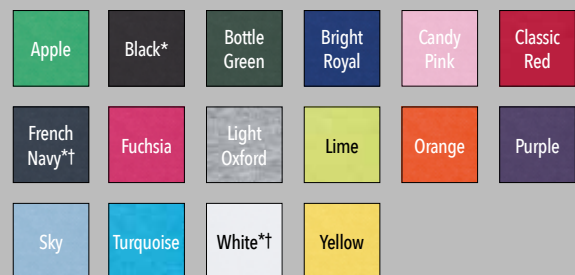 Apple
Black*
Bottle
Green
Bright
Royal
Candy
Pink
Classic
Red
French
Navy*†
Fuchsia
Light
Oxford
Lime
Orange
Purple
Sky
Turquoise
White*†
Yellow